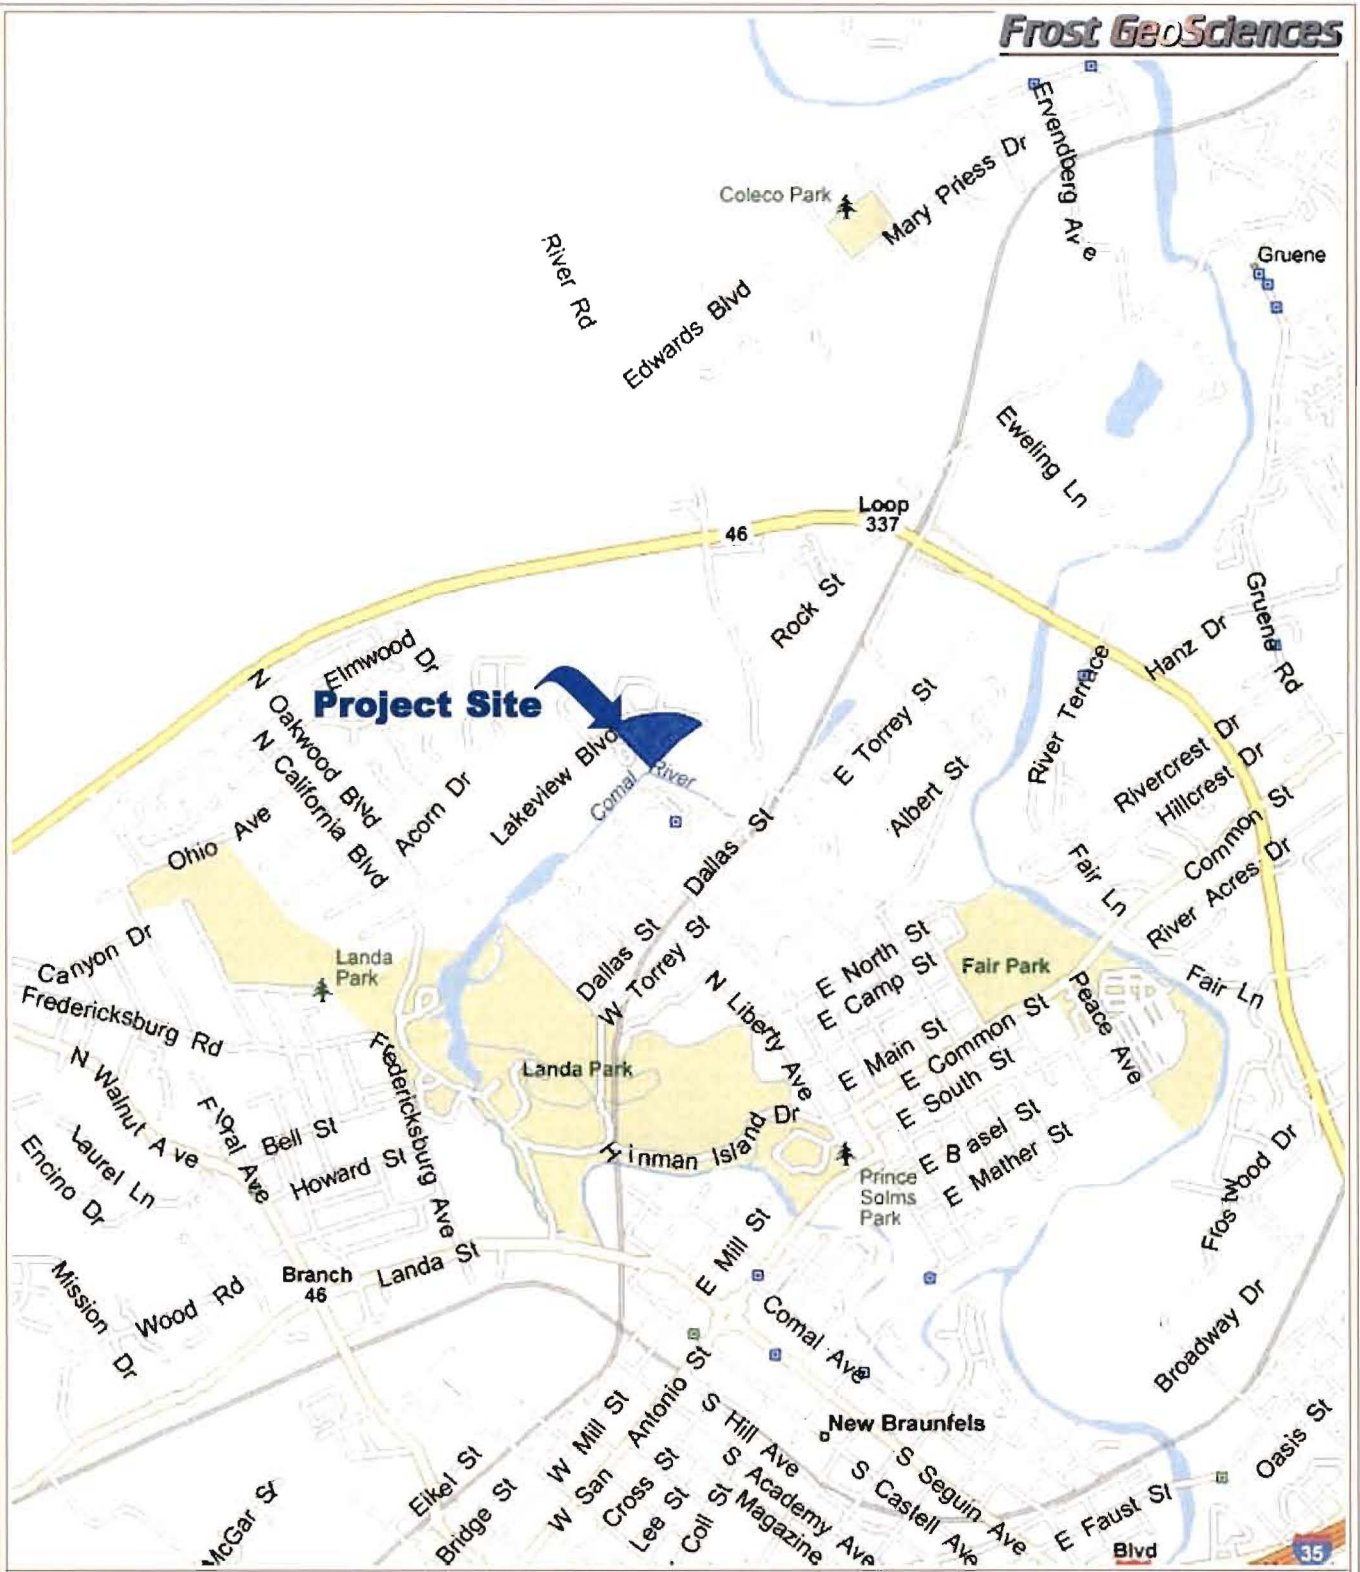 Frost GeoSciences
Ervendberg Ave
Mary Priess Dr
Coleco Park
River Rd
Gruene
Edwards Blvd
Eweling Ln
Loop
337
46
Rock St
Gruene Rd
Hanz Dr
Elmwood Dr
River Terrace
N Oakwood Blvd
Project Site
E Torrey St
N California Blvd
Lakeview Blvd
Comal River
Rivercrest Dr
Hillcrest Dr
Acorn Dr
Albert St
Common St
Ohio Ave
Dallas St
Fair Ln
River Acres Dr
Canyon Dr
Landa
Park
Dallas St
W Torrey St
E North St
E Camp St
Fair Park
Fair Ln
Peace Ave
Fredericksburg Rd
N Liberty Ave
E Main St
E Common St
E South St
N Walnut Ave
Fredericksburg Ave
Landa Park
Floral Ave
Bell St
Hinman Island Dr
E Basel St
E Mather St
Laurel Ln
Encino Dr
Howard St
Prince
Solms
Park
Frostwood Dr
E Mill St
Branch
46
Landa St
Mission Dr
Wood Rd
Comal Ave
Broadway Dr
W Mill St
W San Antonio St
S Hill Ave
New Braunfels
Oasis St
Eikel St
Cross St
S Academy Ave
S Castell Ave
S Seguin Ave
McGar St
Bridge St
Lee St
Coll St
Magazine
E Faust St
Blvd
35